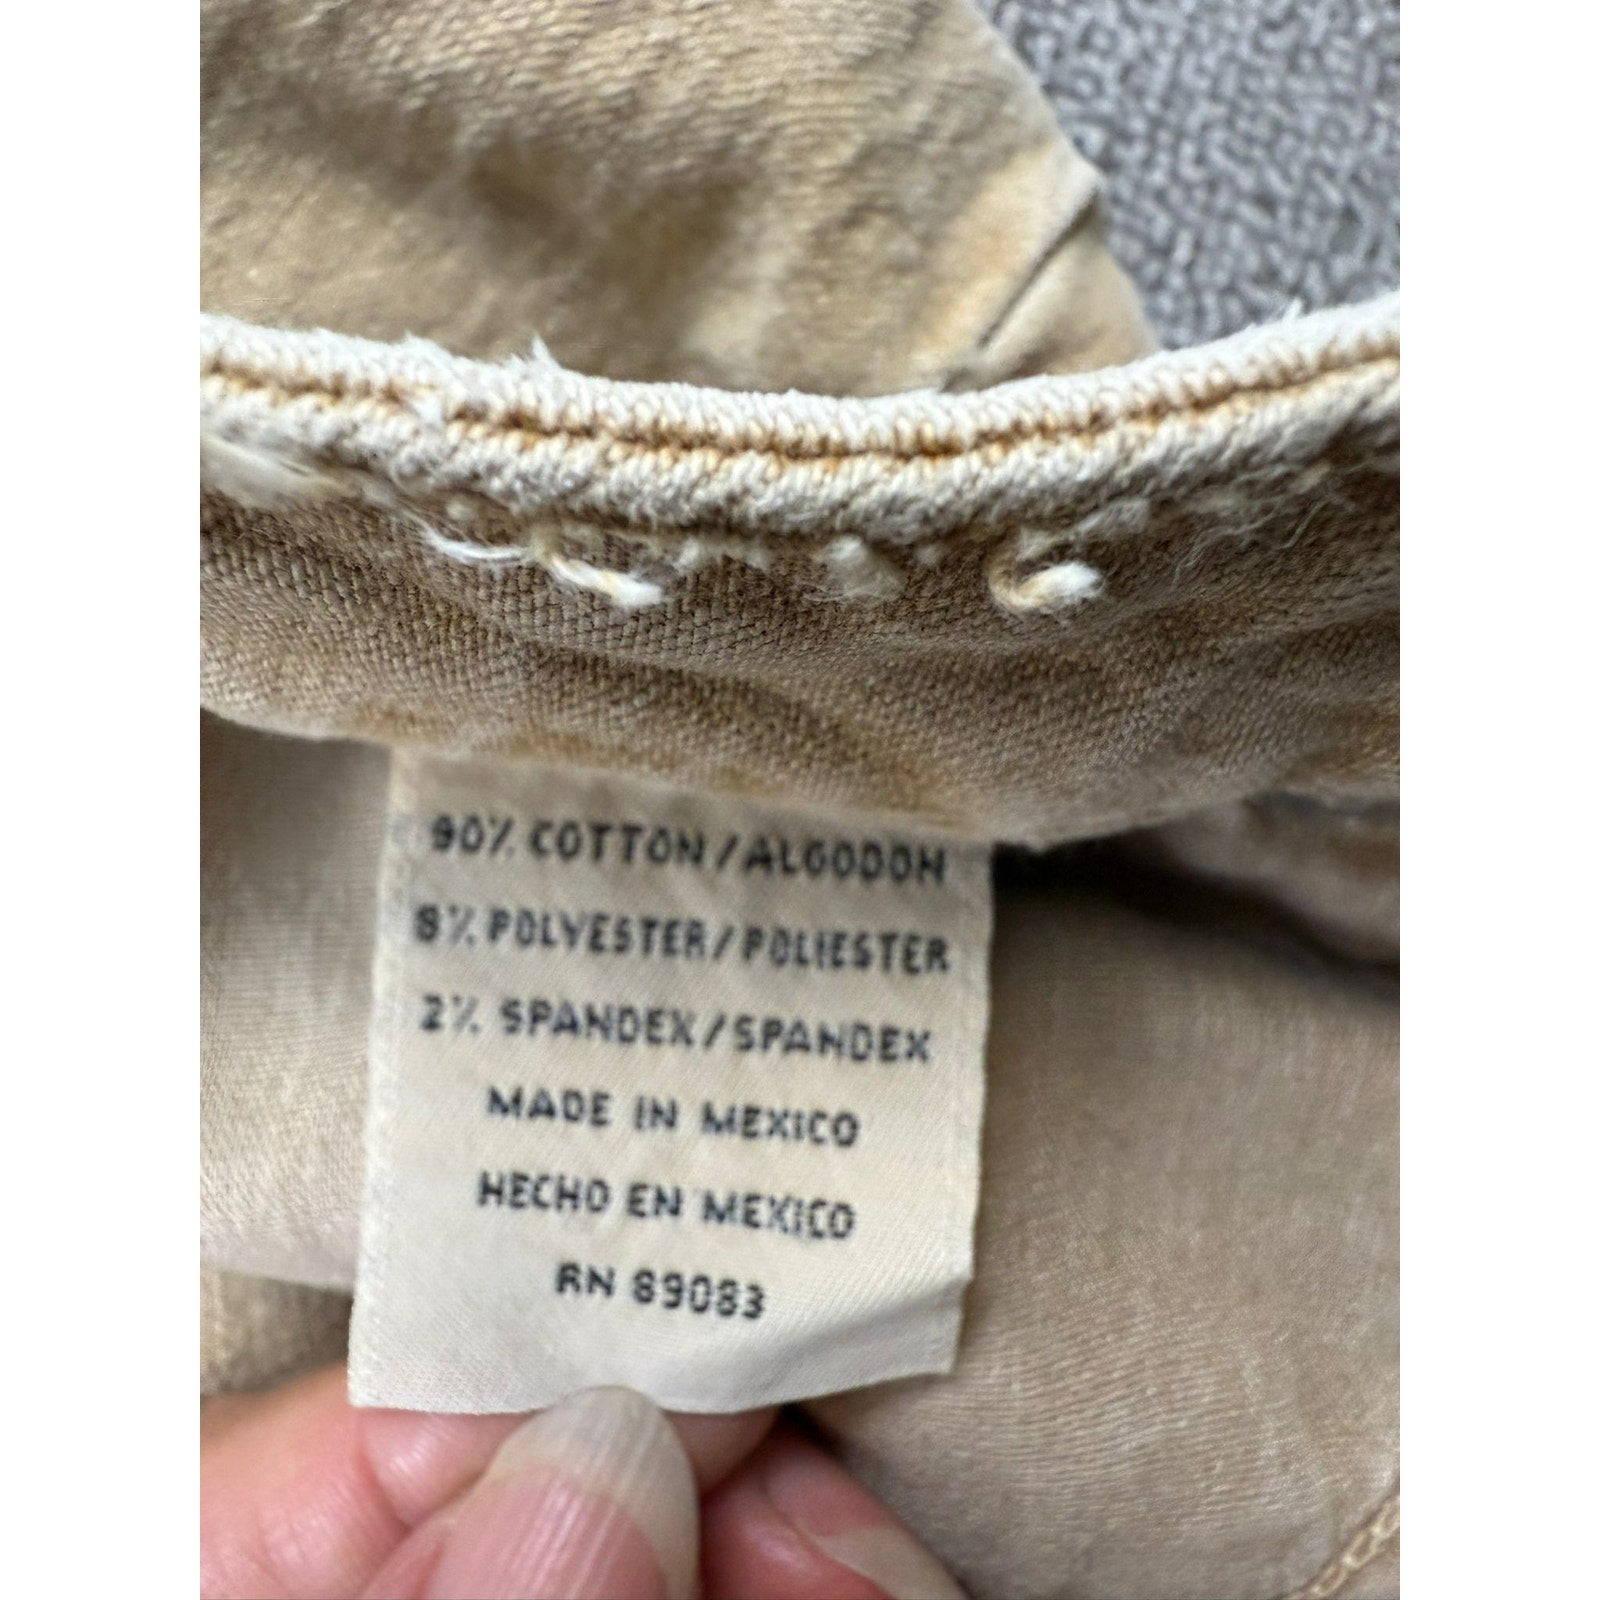 90% COTTON/ALGODON
8% POLYESTER/POLIESTER
2% SPANDEX/SPANDEX
MADE IN MEXICO
HECHO EN MEXICO
RN 89083